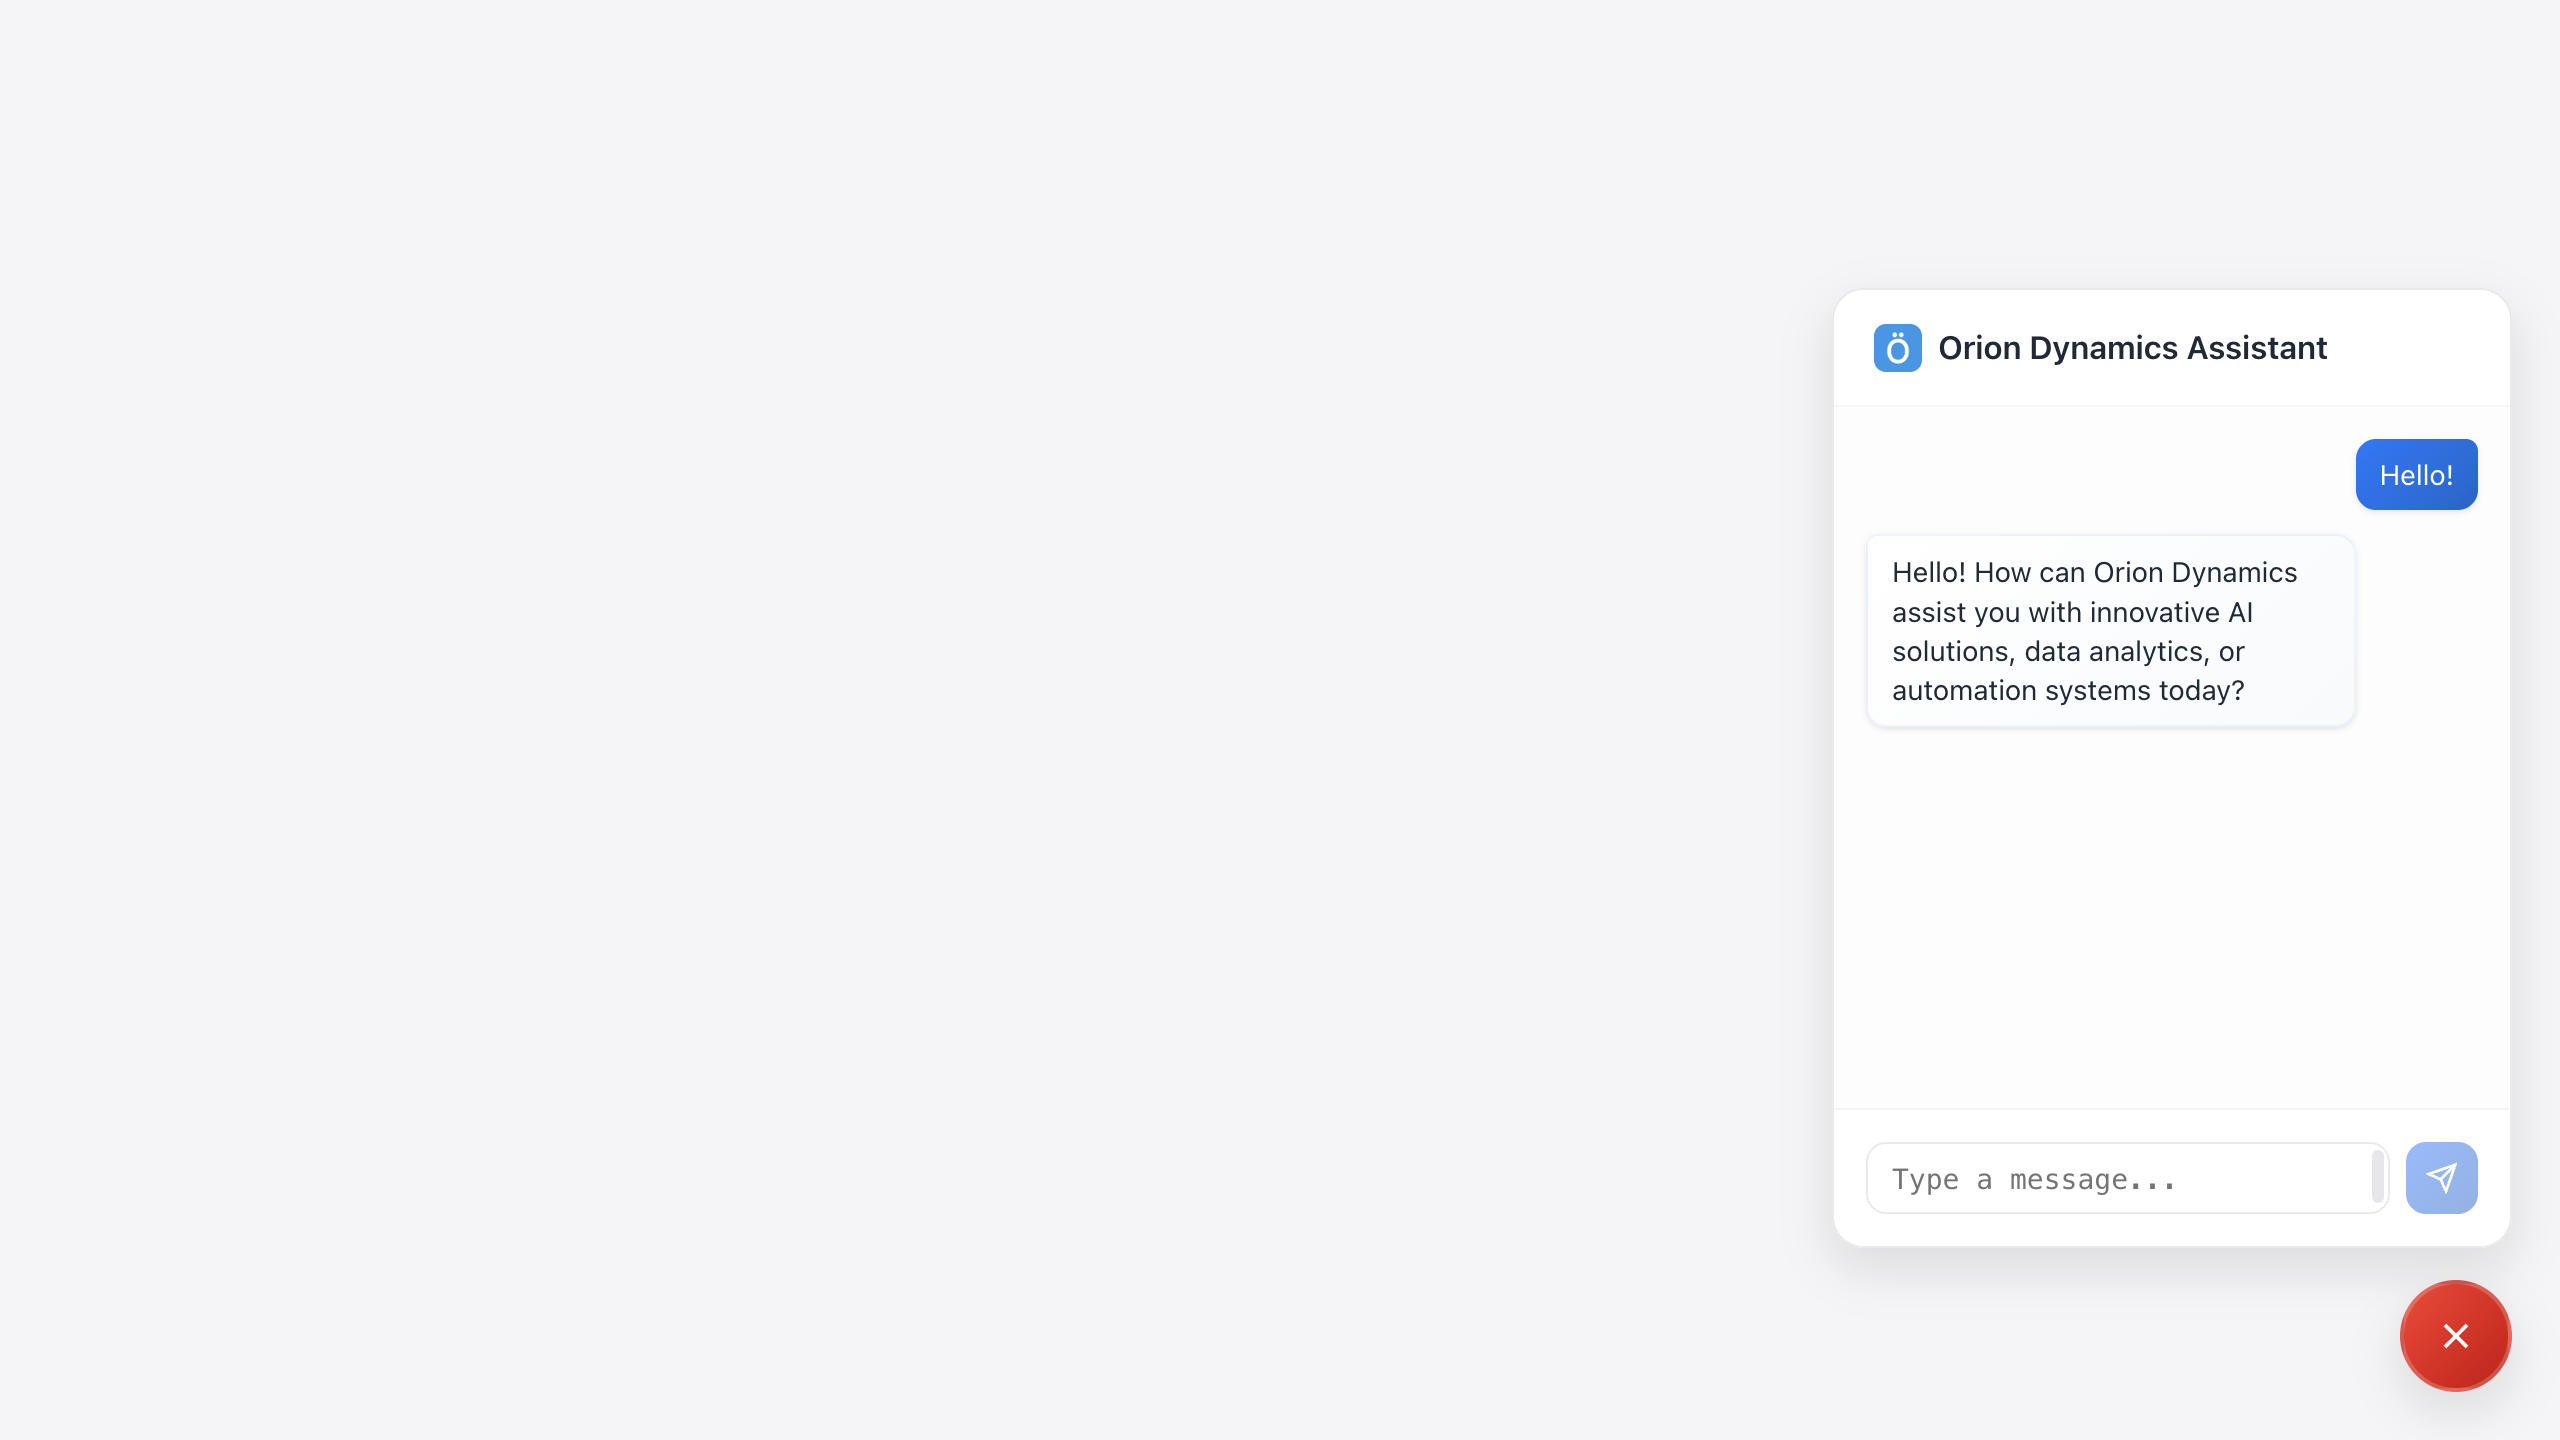 Ö Orion Dynamics Assistant
Hello!
Hello! How can Orion Dynamics
assist you with innovative AI
solutions, data analytics, or
automation systems today?
Type a message...